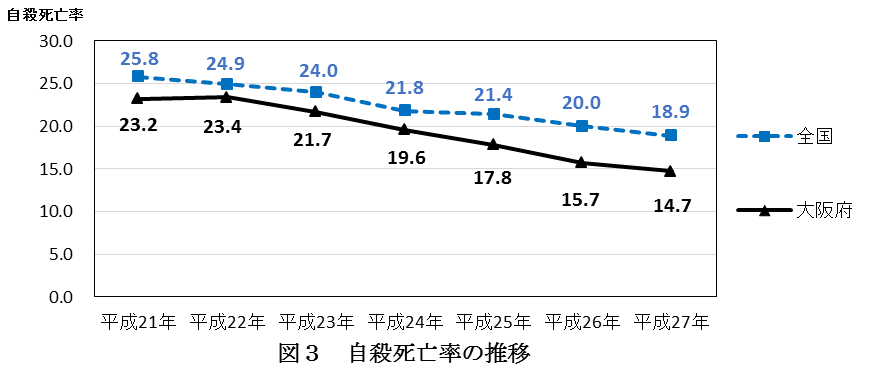 自殺死亡率
30.0
25.0
20.0
15.0
10.0
5.0
0.0
25.8 24.9 24.0 21.8 21.4 20.0 18.9
23.2 23.4 21.7 19.6 17.8 15.7 14.7
平成21年 平成22年 平成23年 平成24年 平成25年 平成26年 平成27年
全国
大阪府
図３　自殺死亡率の推移